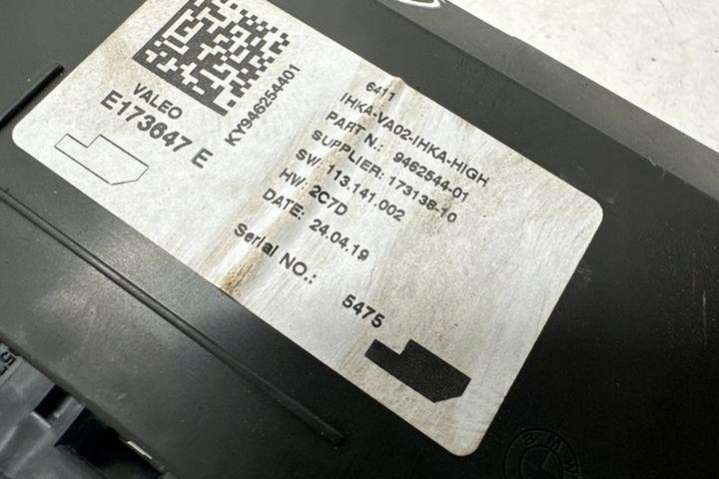 KY946254401
VALEO
E173647 E
6411
IHKA-VA02-IHKA-HIGH
PART N.: 9462544-01
SUPPLIER: 173138-10
SW: 113.141.002
HW: 2C7D
DATE: 24.04.19
Serial NO.: 5475
BMW